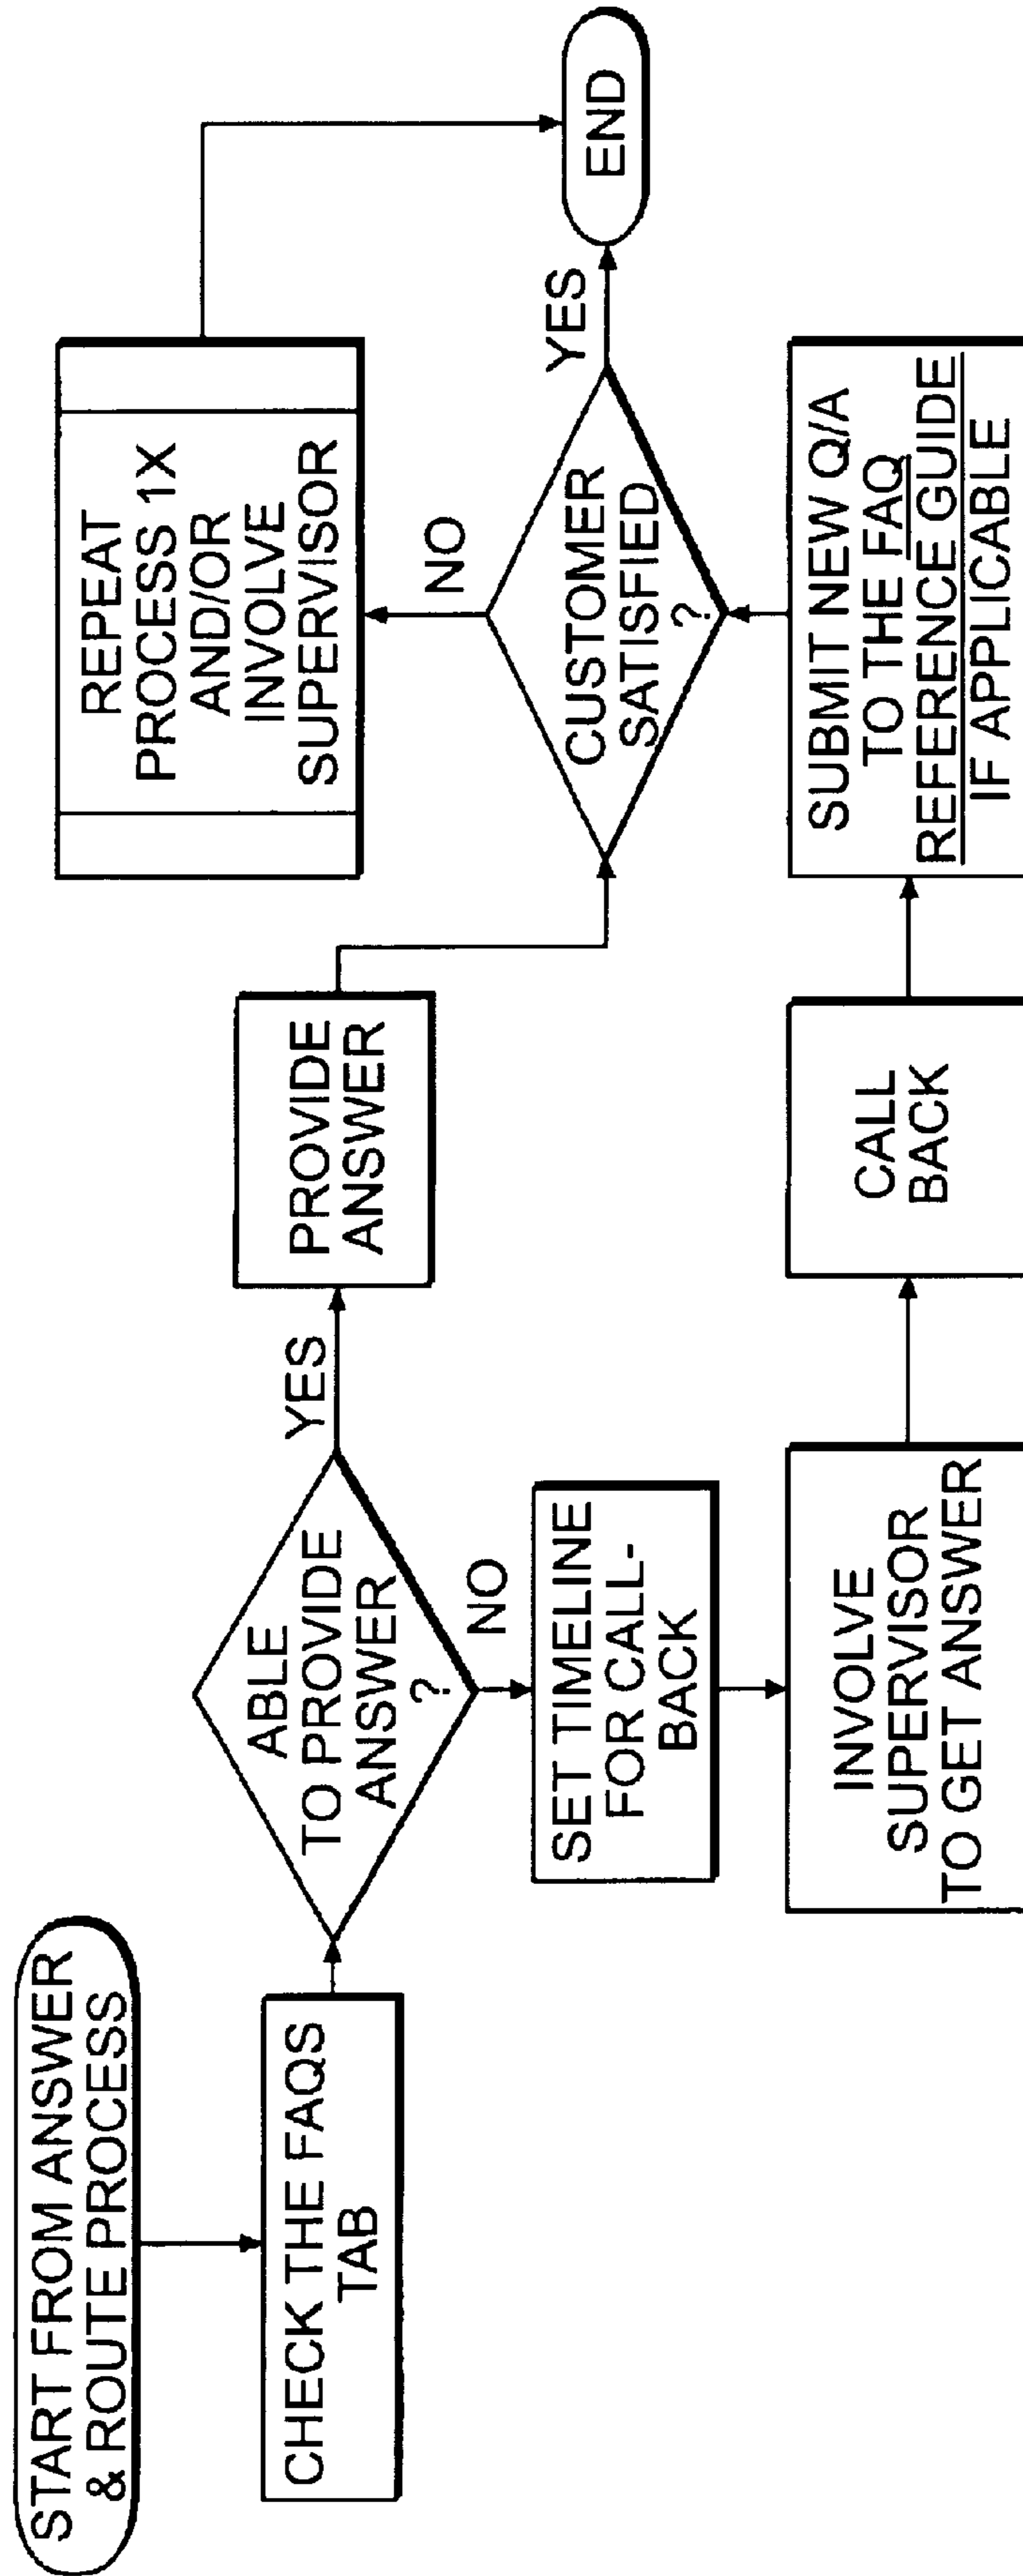 START FROM ANSWER
& ROUTE PROCESS
CHECK THE FAQS
TAB
ABLE
TO PROVIDE
ANSWER
?
YES
NO
PROVIDE
ANSWER
SET TIMELINE
FOR CALL-
BACK
INVOLVE
SUPERVISOR
TO GET ANSWER
CALL
BACK
SUBMIT NEW Q/A
TO THE FAQ
REFERENCE GUIDE
IF APPLICABLE
CUSTOMER
SATISFIED
?
NO
YES
REPEAT
PROCESS 1X
AND/OR
INVOLVE
SUPERVISOR
END